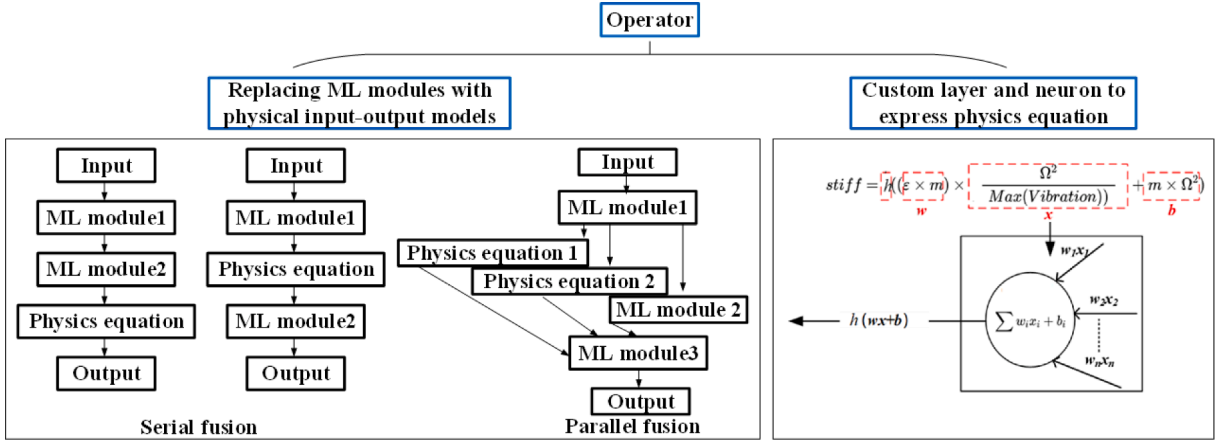 Operator
Replacing ML modules with
physical input-output models
Custom layer and neuron to
express physics equation
Input
ML module1
ML module2
Physics equation
Output
Input
ML module1
Physics equation
ML module2
Output
Serial fusion
Input
ML module1
Physics equation 1
Physics equation 2
ML module 2
ML module3
Output
Parallel fusion
stiff = h((ε × m) × Ω² / Max(Vibration)) + m × Ω²)
w
x
b
w₁x₁
w₂x₂
wₙxₙ
∑ wᵢxᵢ + bᵢ
h (wx+b)